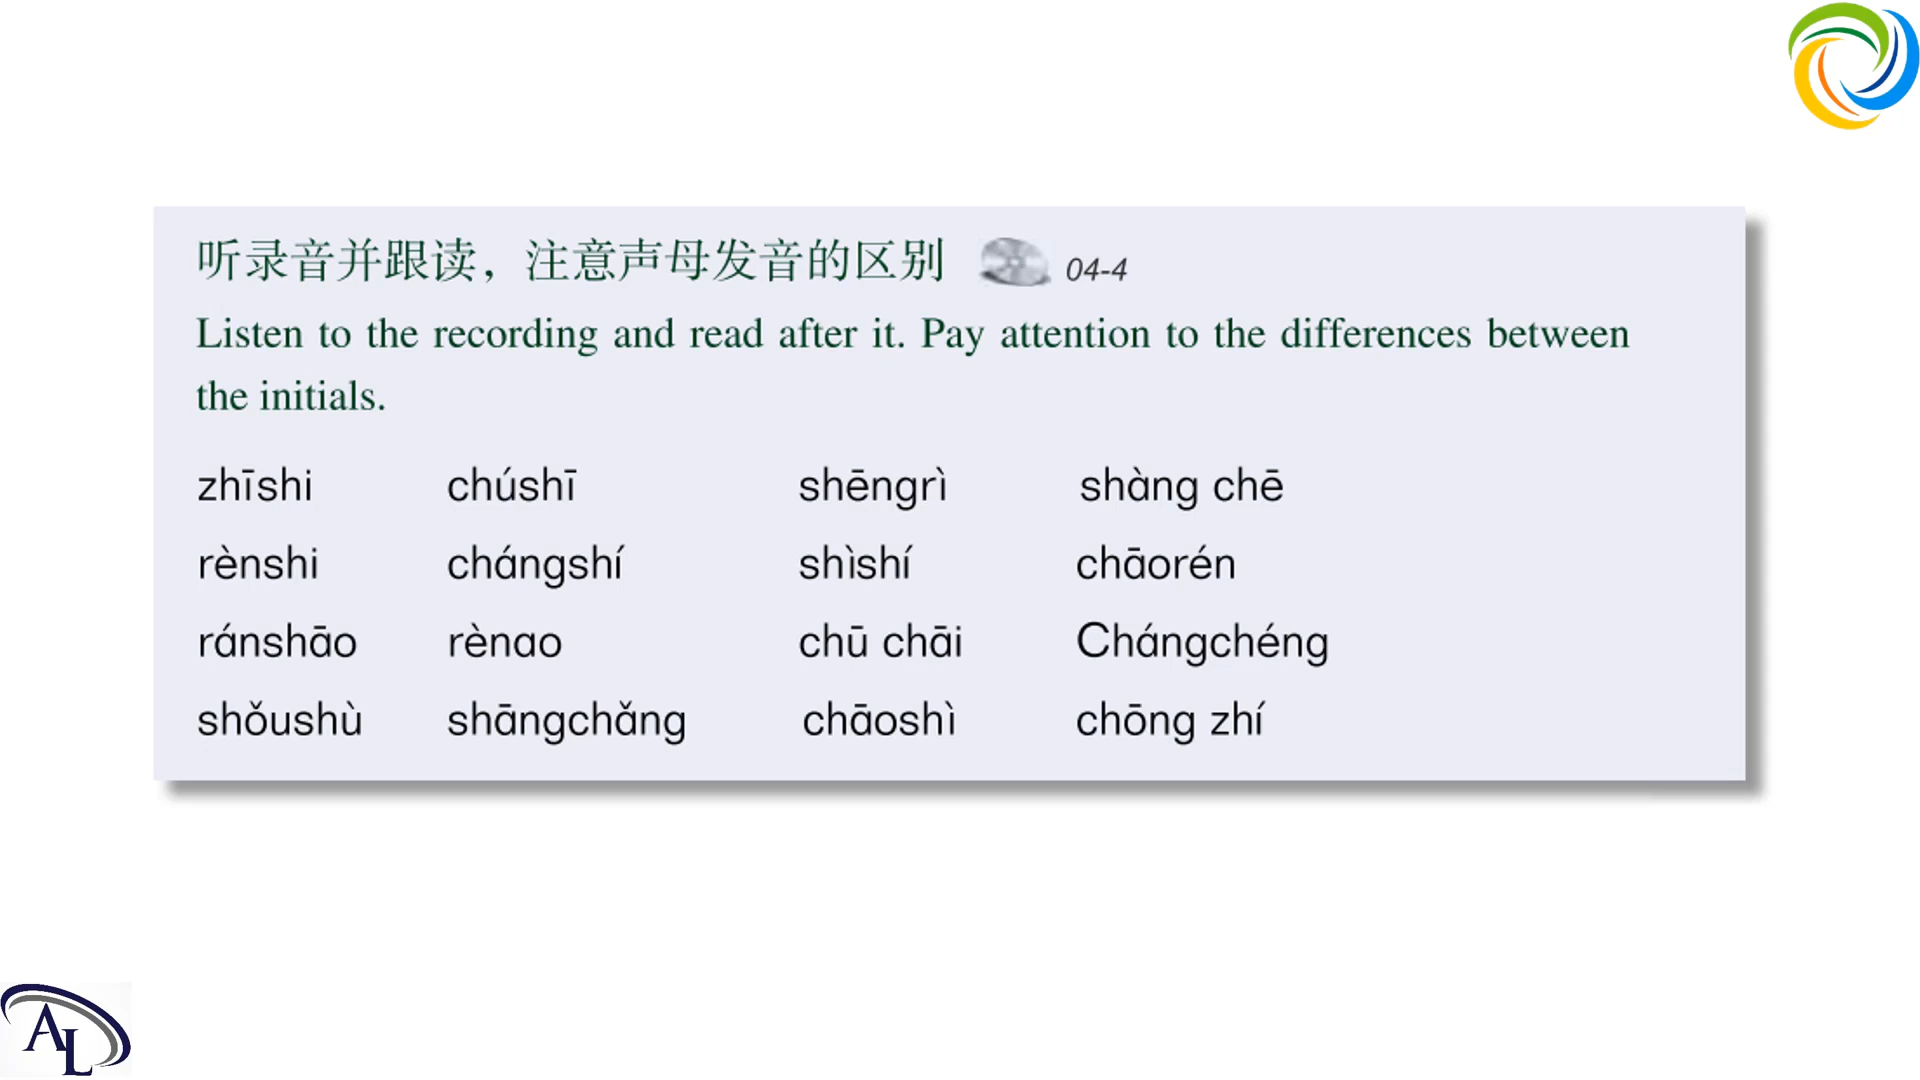 听录音并跟读，注意声母发音的区别 04-4
Listen to the recording and read after it. Pay attention to the differences between
the initials.
zhīshi chúshī shēngrì shàng chē
rènshi chángshí shìshí chāorén
ránshāo rènao chū chāi Chángchéng
shǒushù shāngchǎng chāoshì chōng zhí
AL